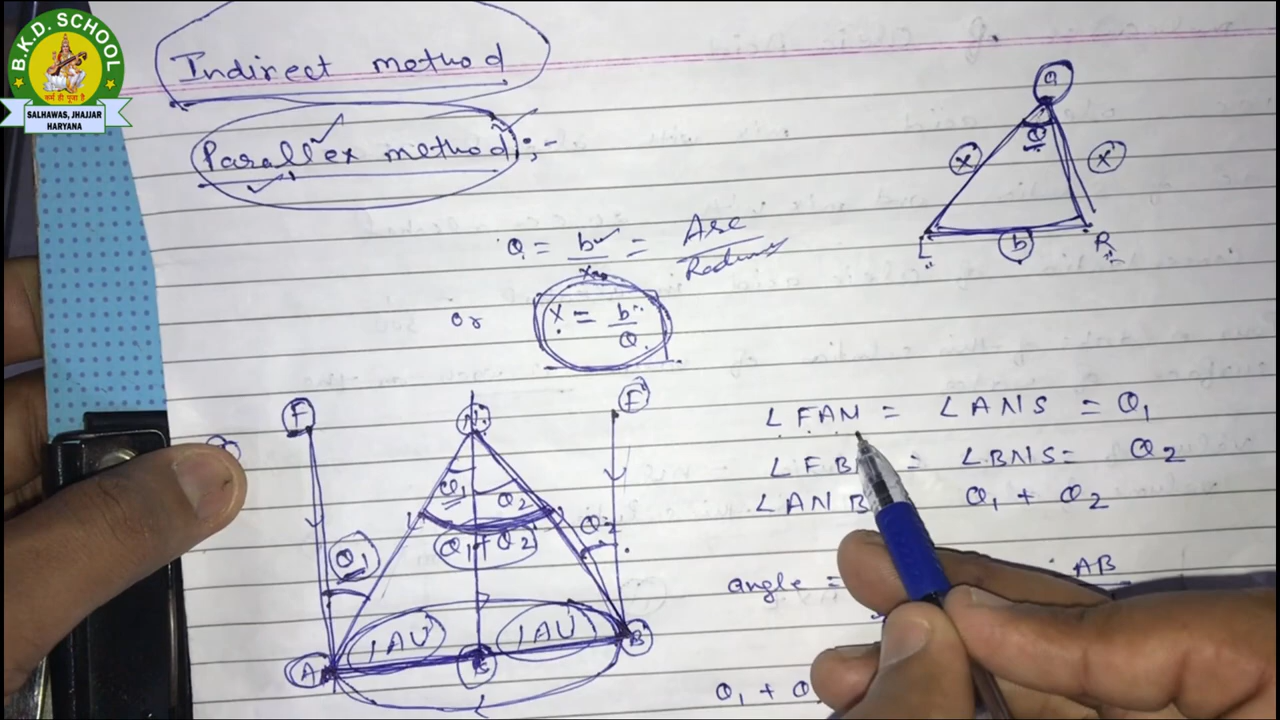 B.K.D. SCHOOL
कर्म ही पूजा है
SALHAWAS, JHAJJAR
HARYANA
Indirect method
Parallex method :-
Q
θ
x x
L b R
θ = b/x = Arc/Radius
or x = b/θ
F N F'
θ1 θ2
θ1 + θ2
θ1 θ2
1AU 1AU
A S B
∠FAN = ∠ANS = θ1
∠FBN = ∠BNS = θ2
∠ANB θ1 + θ2
angle = AB
θ1 + θ